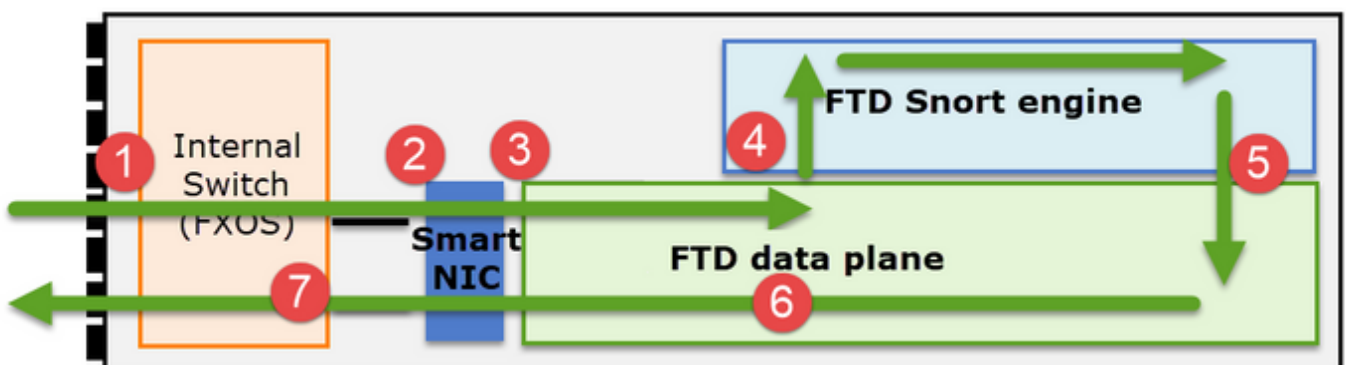 1
Internal
Switch
(FXOS)
2
Smart
NIC
3
4
FTD Snort engine
5
FTD data plane
6
7